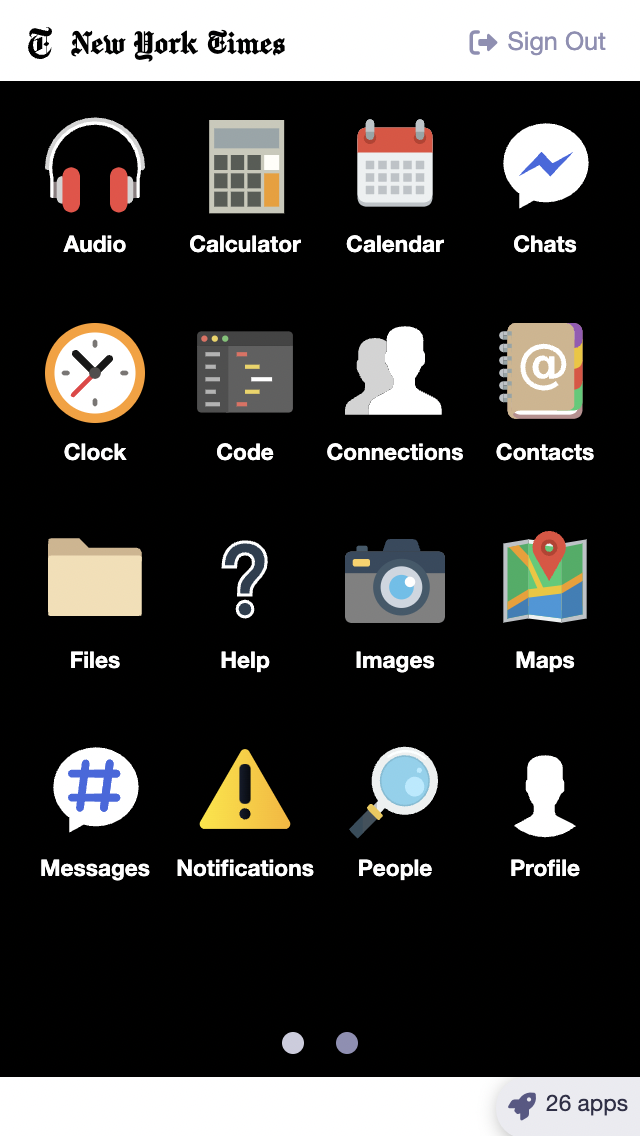 T New York Times Sign Out
Audio Calculator Calendar Chats
Clock Code Connections Contacts
@
Files Help Images Maps
?
#
!
Messages Notifications People Profile
26 apps